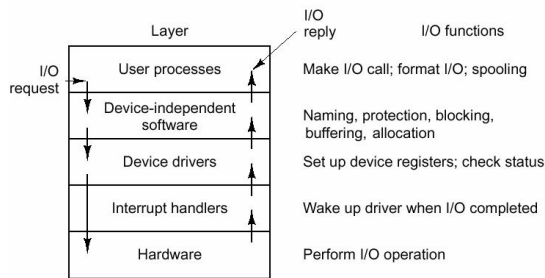 I/O
reply
Layer
I/O functions
I/O
request
User processes
Make I/O call; format I/O; spooling
Device-independent
software
Naming, protection, blocking,
buffering, allocation
Device drivers
Set up device registers; check status
Interrupt handlers
Wake up driver when I/O completed
Hardware
Perform I/O operation